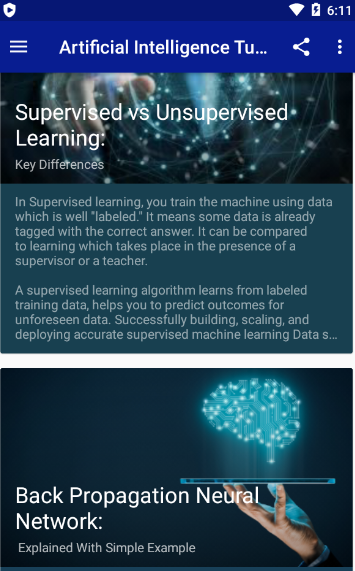 6:11
Artificial Intelligence Tu...
Supervised vs Unsupervised
Learning:
Key Differences
In Supervised learning, you train the machine using data
which is well "labeled." It means some data is already
tagged with the correct answer. It can be compared
to learning which takes place in the presence of a
supervisor or a teacher.
A supervised learning algorithm learns from labeled
training data, helps you to predict outcomes for
unforeseen data. Successfully building, scaling, and
deploying accurate supervised machine learning Data s...
Back Propagation Neural
Network:
Explained With Simple Example